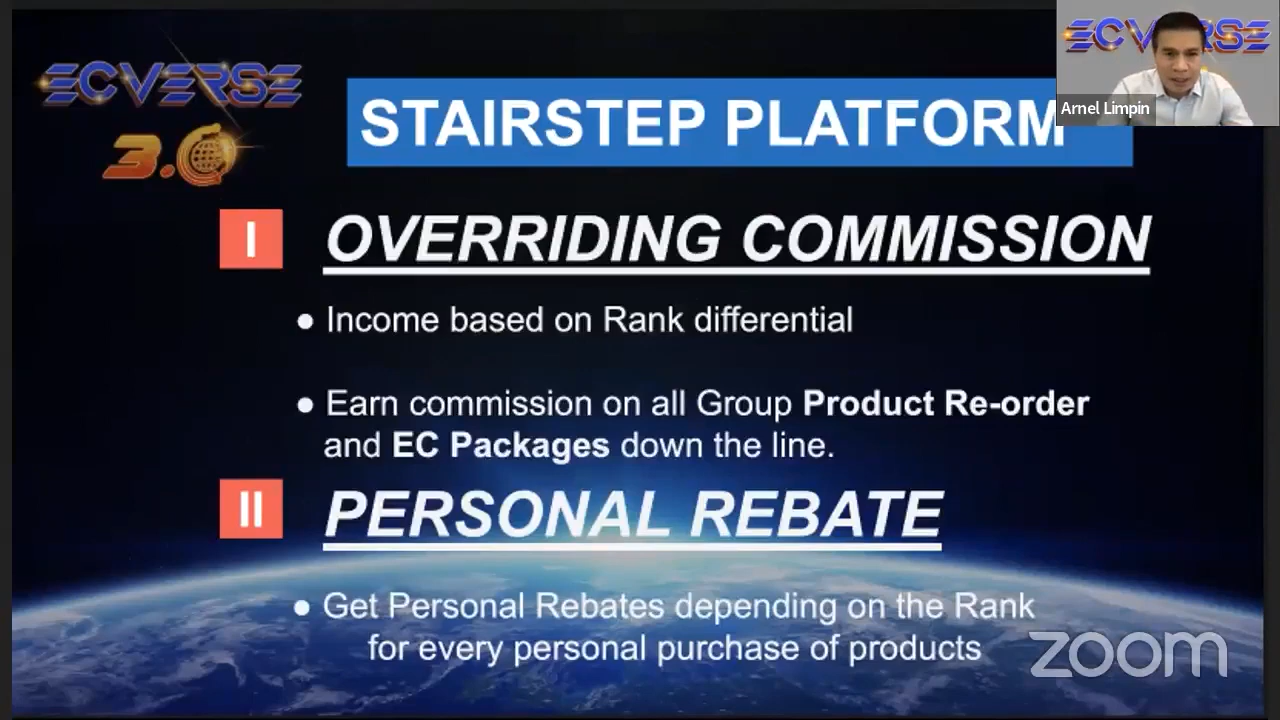 ECVERSE
3.0
STAIRSTEP PLATFORM
ECVERSE
Arnel Limpin
I OVERRIDING COMMISSION
● Income based on Rank differential
● Earn commission on all Group Product Re-order
and EC Packages down the line.
II PERSONAL REBATE
● Get Personal Rebates depending on the Rank
for every personal purchase of products
zoom